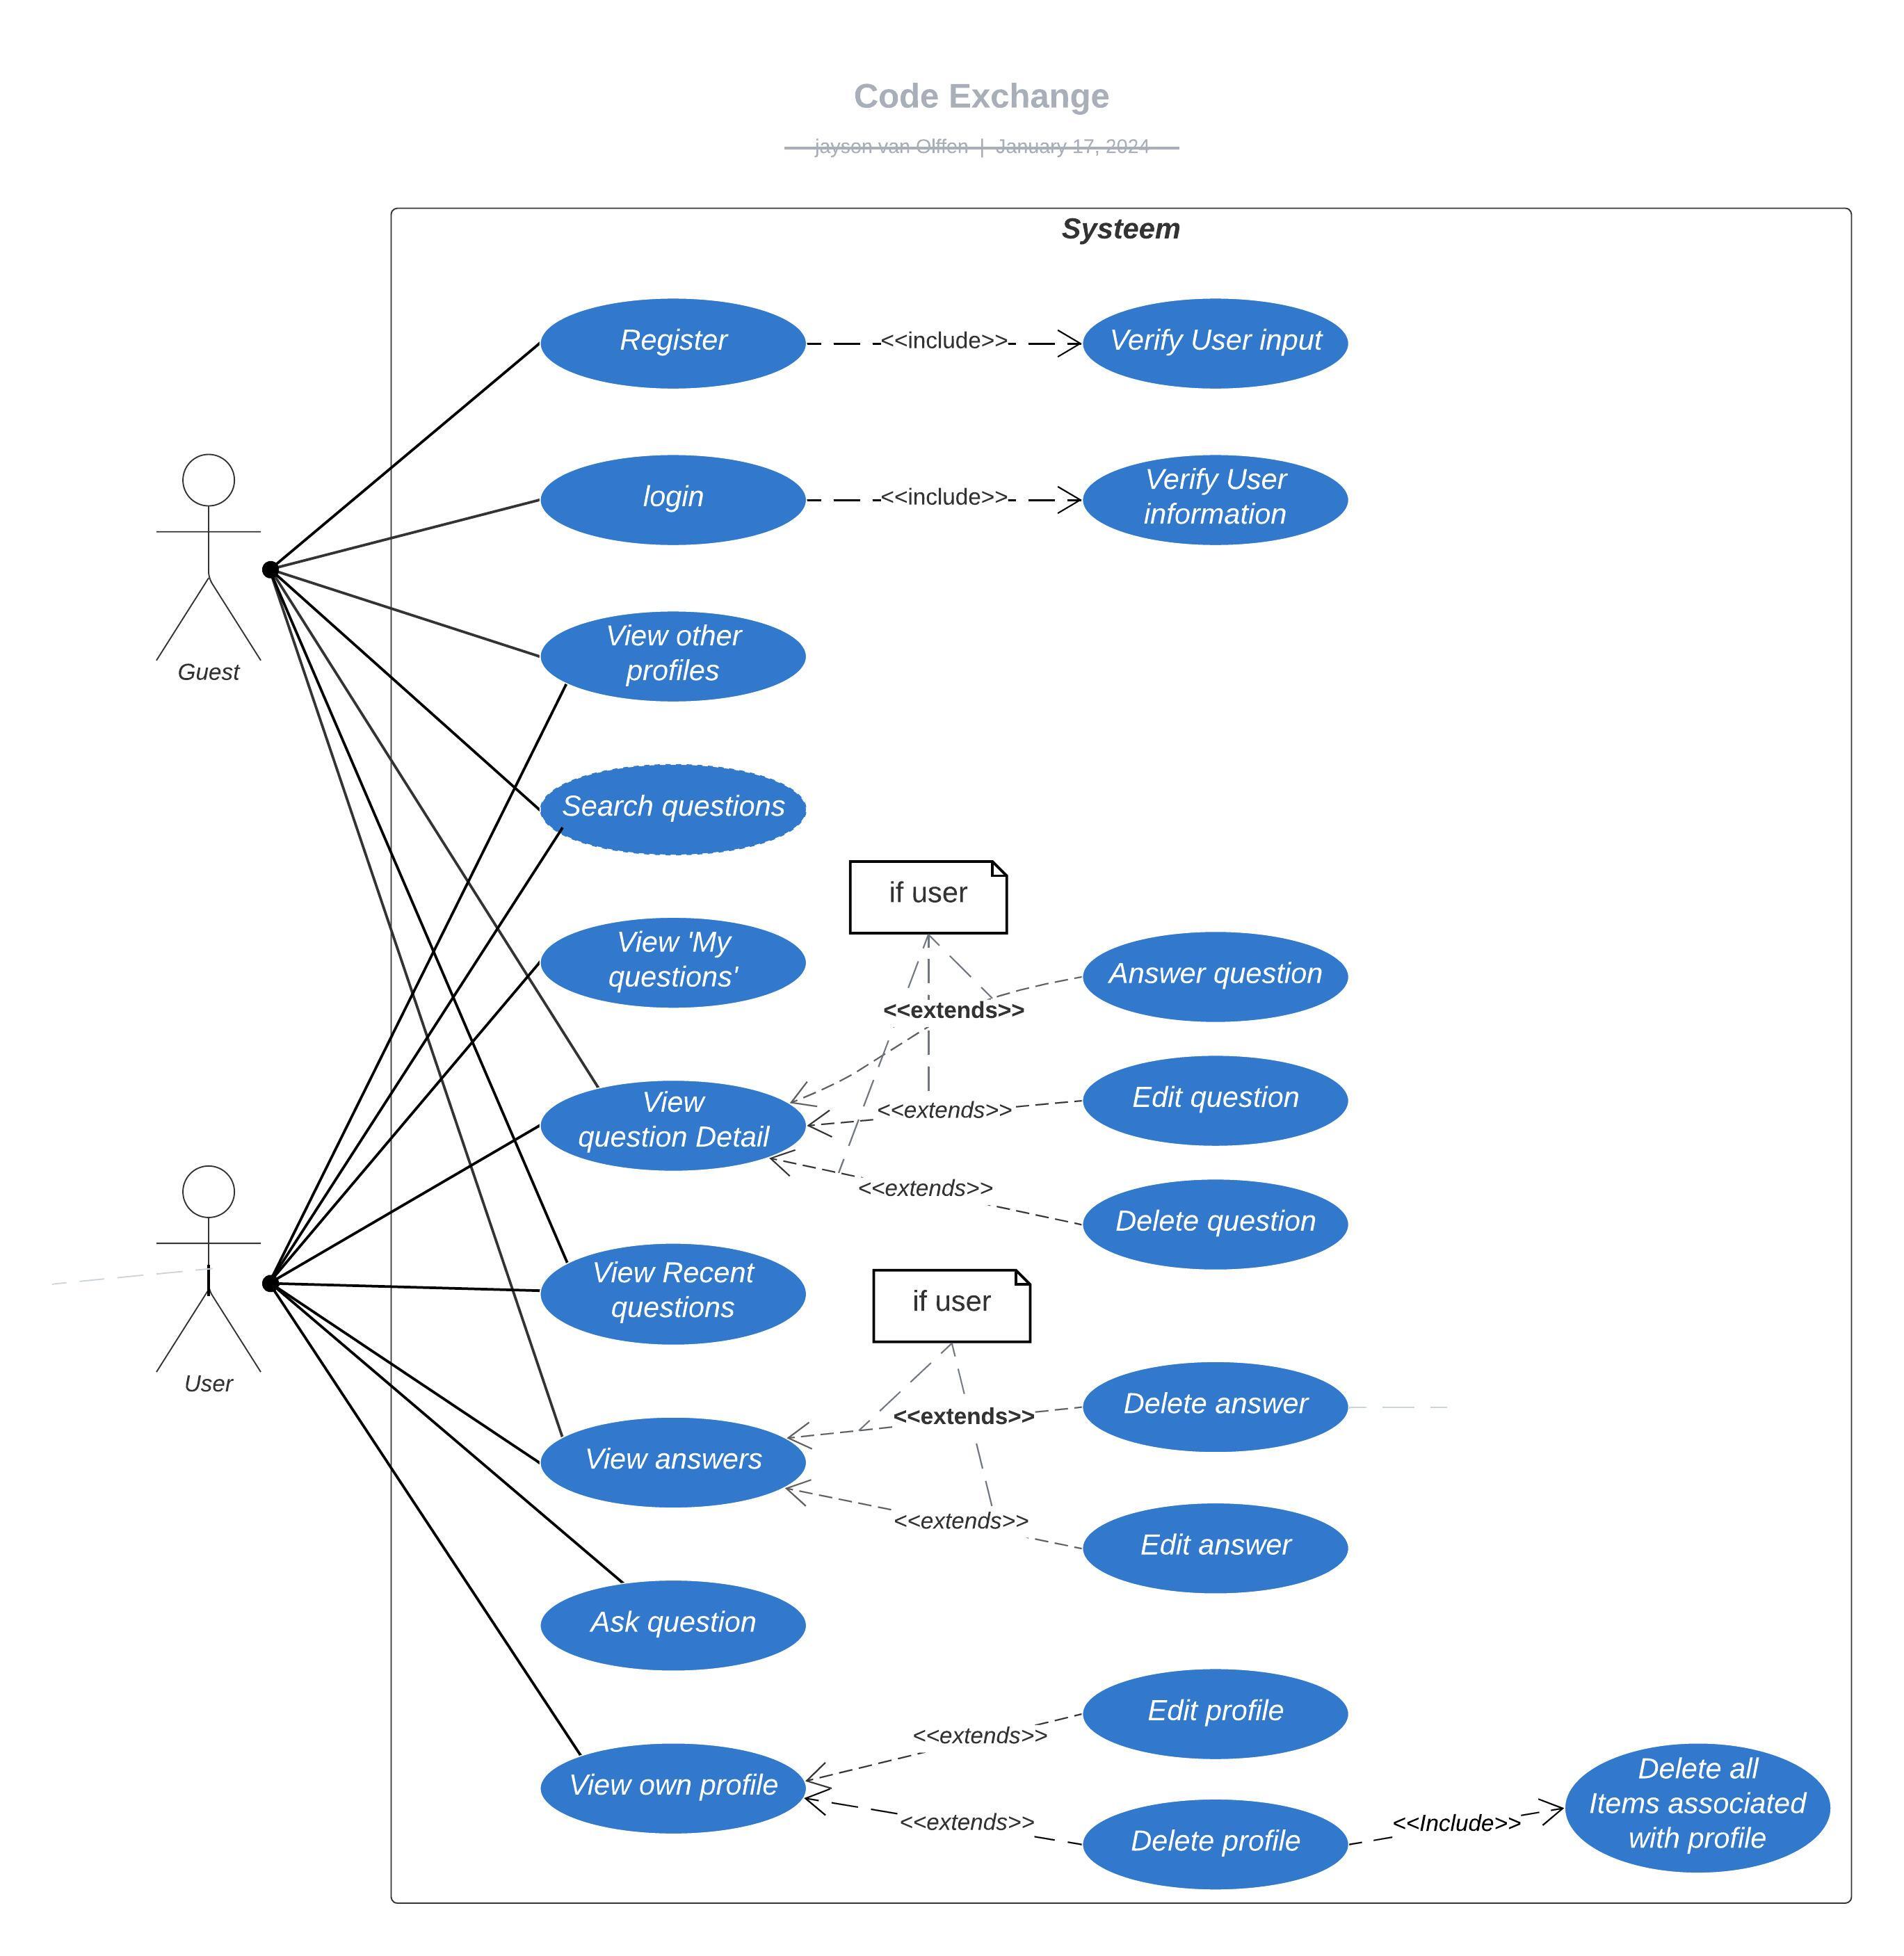 Code Exchange
jayson van Olffen | January 17, 2024
Systeem
Register
<<include>>
Verify User input
login
<<include>>
Verify User
information
Guest
View other
profiles
Search questions
if user
View 'My
questions'
Answer question
<<extends>>
View
question Detail
<<extends>>
Edit question
<<extends>>
Delete question
User
View Recent
questions
if user
Delete answer
<<extends>>
View answers
<<extends>>
Edit answer
Ask question
Edit profile
<<extends>>
View own profile
<<extends>>
Delete profile
<<Include>>
Delete all
Items associated
with profile